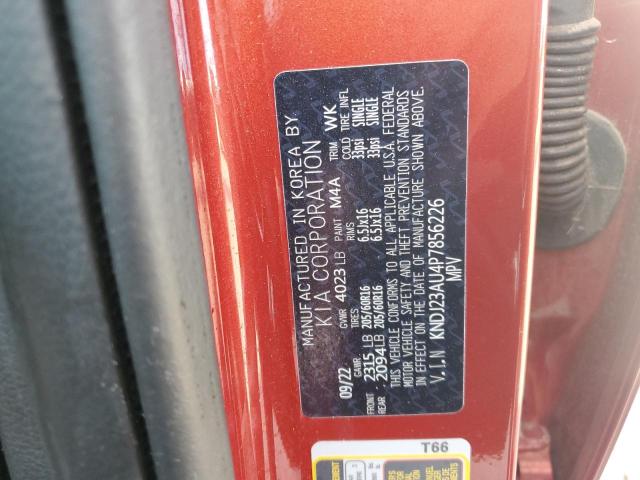 MANUFACTURED IN KOREA BY
KIA CORPORATION
09/22 GVWR 4023 LB PAINT M4A TRIM WK
GAWR TIRES RIMS COLD TIRE INFL
FRONT 2315 LB 205/60R16 6.5JX16 33psi SINGLE
REAR 2094 LB 205/60R16 6.5JX16 33psi SINGLE
THIS VEHICLE CONFORMS TO ALL APPLICABLE U.S.A. FEDERAL
MOTOR VEHICLE SAFETY AND THEFT PREVENTION STANDARDS
IN EFFECT ON THE DATE OF MANUFACTURE SHOWN ABOVE.
V.I.N KNDJ23AU4P7856226
MPV
T66